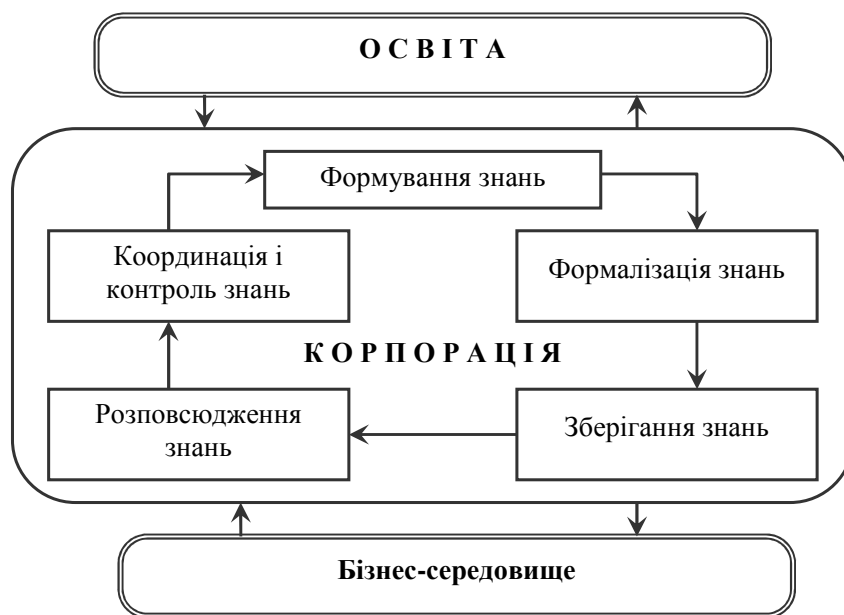 О С В І Т А
Формування знань
Координація і
контроль знань
Формалізація знань
К О Р П О Р А Ц І Я
Розповсюдження
знань
Зберігання знань
Бізнес-середовище